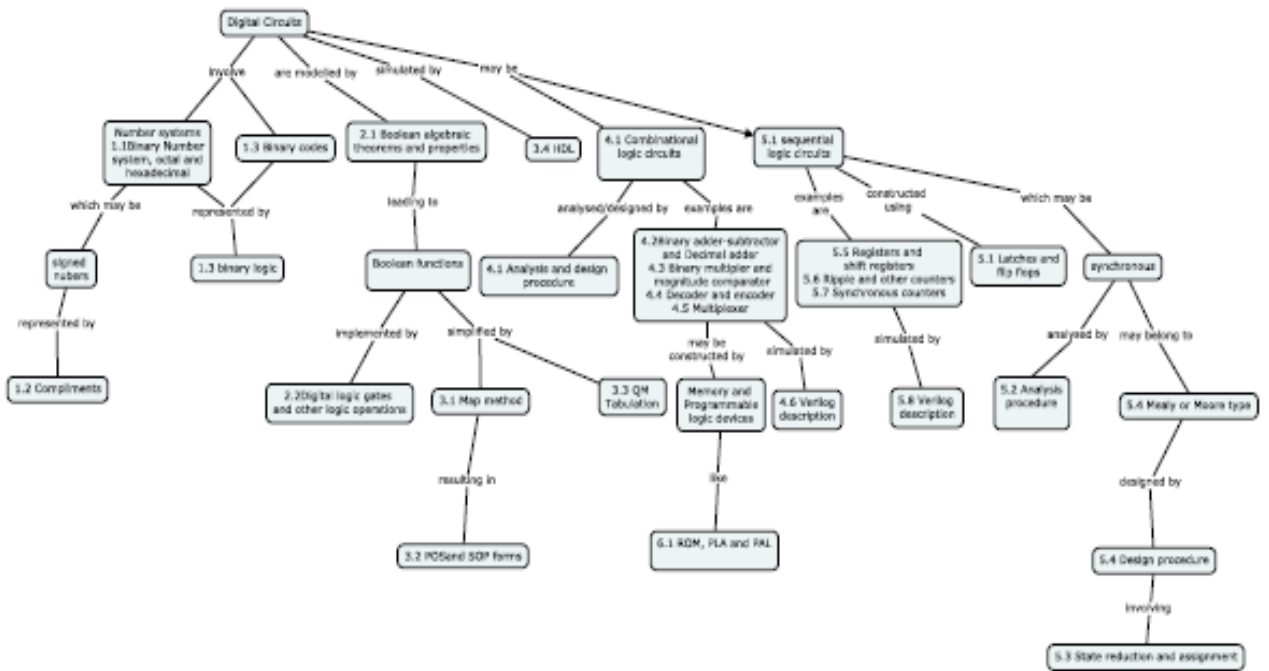 Digital Circuits
involve
are modelled by
simulated by
may be
Number systems
1.1Binary Number
system, octal and
hexadecimal
1.3 Binary codes
2.1 Boolean algebraic
theorems and properties
3.4 HDL
4.1 Combinational
logic circuits
5.1 sequential
logic circuits
which may be
represented by
leading to
analysed/designed by
examples are
examples
are
constructed
using
which may be
signed
nubers
1.3 binary logic
Boolean functions
4.1 Analysis and design
procedure
4.2Binary adder-subtractor
and Decimal adder
4.3 Binary multipier and
magnitude comparator
4.4 Decoder and encoder
4.5 Multiplexer
5.5 Registers and
shift registers
5.6 Ripple and other counters
5.7 Synchronous counters
5.1 Latches and
flip flops
synchronous
represented by
implemented by
simplified by
may be
constructed by
simulated by
simulated by
analysed by
may belong to
1.2 Compliments
2.2Digital logic gates
and other logic operations
3.1 Map method
3.3 QM
Tabulation
Memory and
Programmable
logic devices
4.6 Verilog
description
5.8 Verilog
description
5.2 Analysis
procedure
5.4 Mealy or Moore type
resulting in
like
designed by
3.2 POSand SOP forms
6.1 ROM, PLA and PAL
5.4 Design procedure
involving
5.3 State reduction and assignment